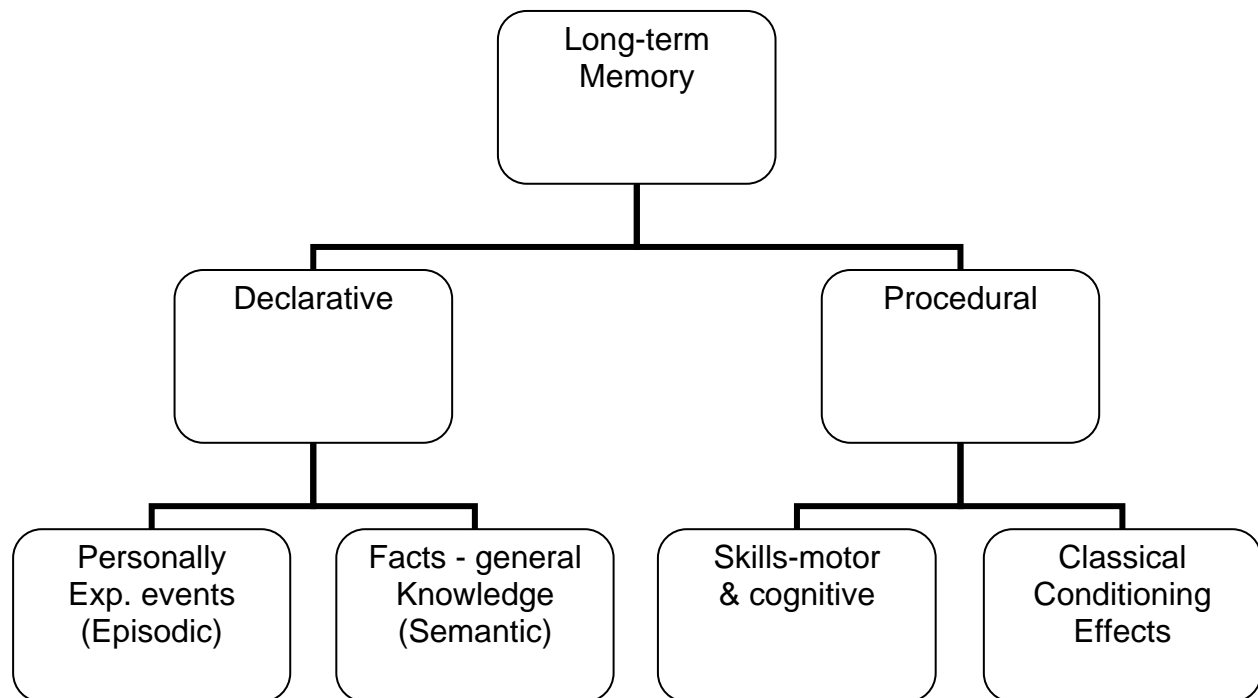 Long-term
Memory
Declarative
Procedural
Personally
Exp. events
(Episodic)
Facts - general
Knowledge
(Semantic)
Skills-motor
& cognitive
Classical
Conditioning
Effects